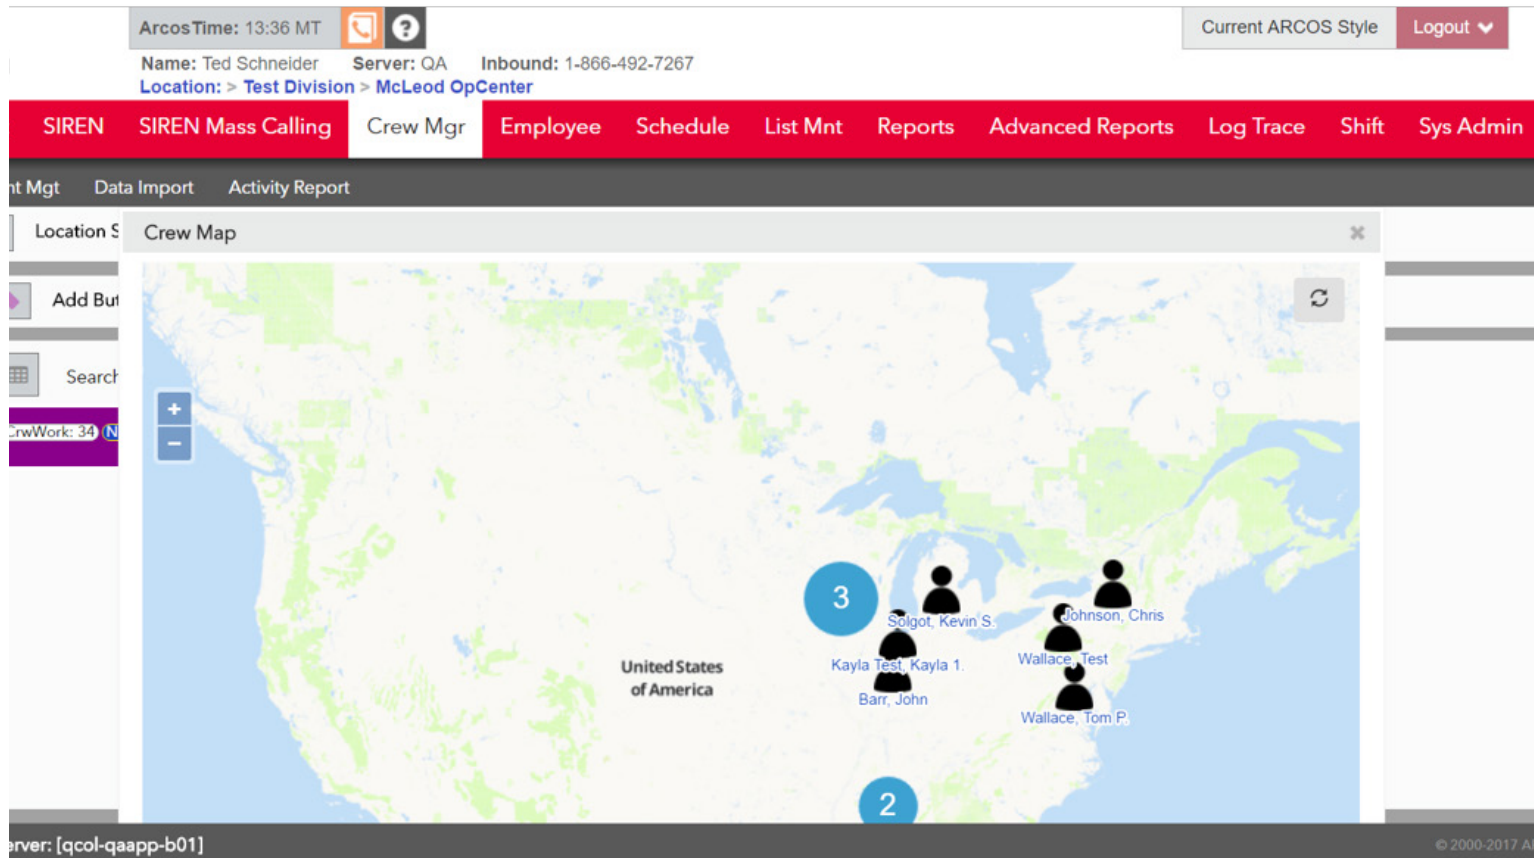 ArcosTime: 13:36 MT
Current ARCOS Style
Logout
Name: Ted Schneider Server: QA Inbound: 1-866-492-7267
Location: > Test Division > McLeod OpCenter
SIREN SIREN Mass Calling Crew Mgr Employee Schedule List Mnt Reports Advanced Reports Log Trace Shift Sys Admin
nt Mgt Data Import Activity Report
Location S
Crew Map
Add But
Search
CrwWork: 34 N
+
−
3
Solgot, Kevin S.
Johnson, Chris
Kayla Test, Kayla 1.
Wallace, Test
United States
of America
Barr, John
Wallace, Tom P.
2
erver: [qcol-qaapp-b01]
© 2000-2017 A